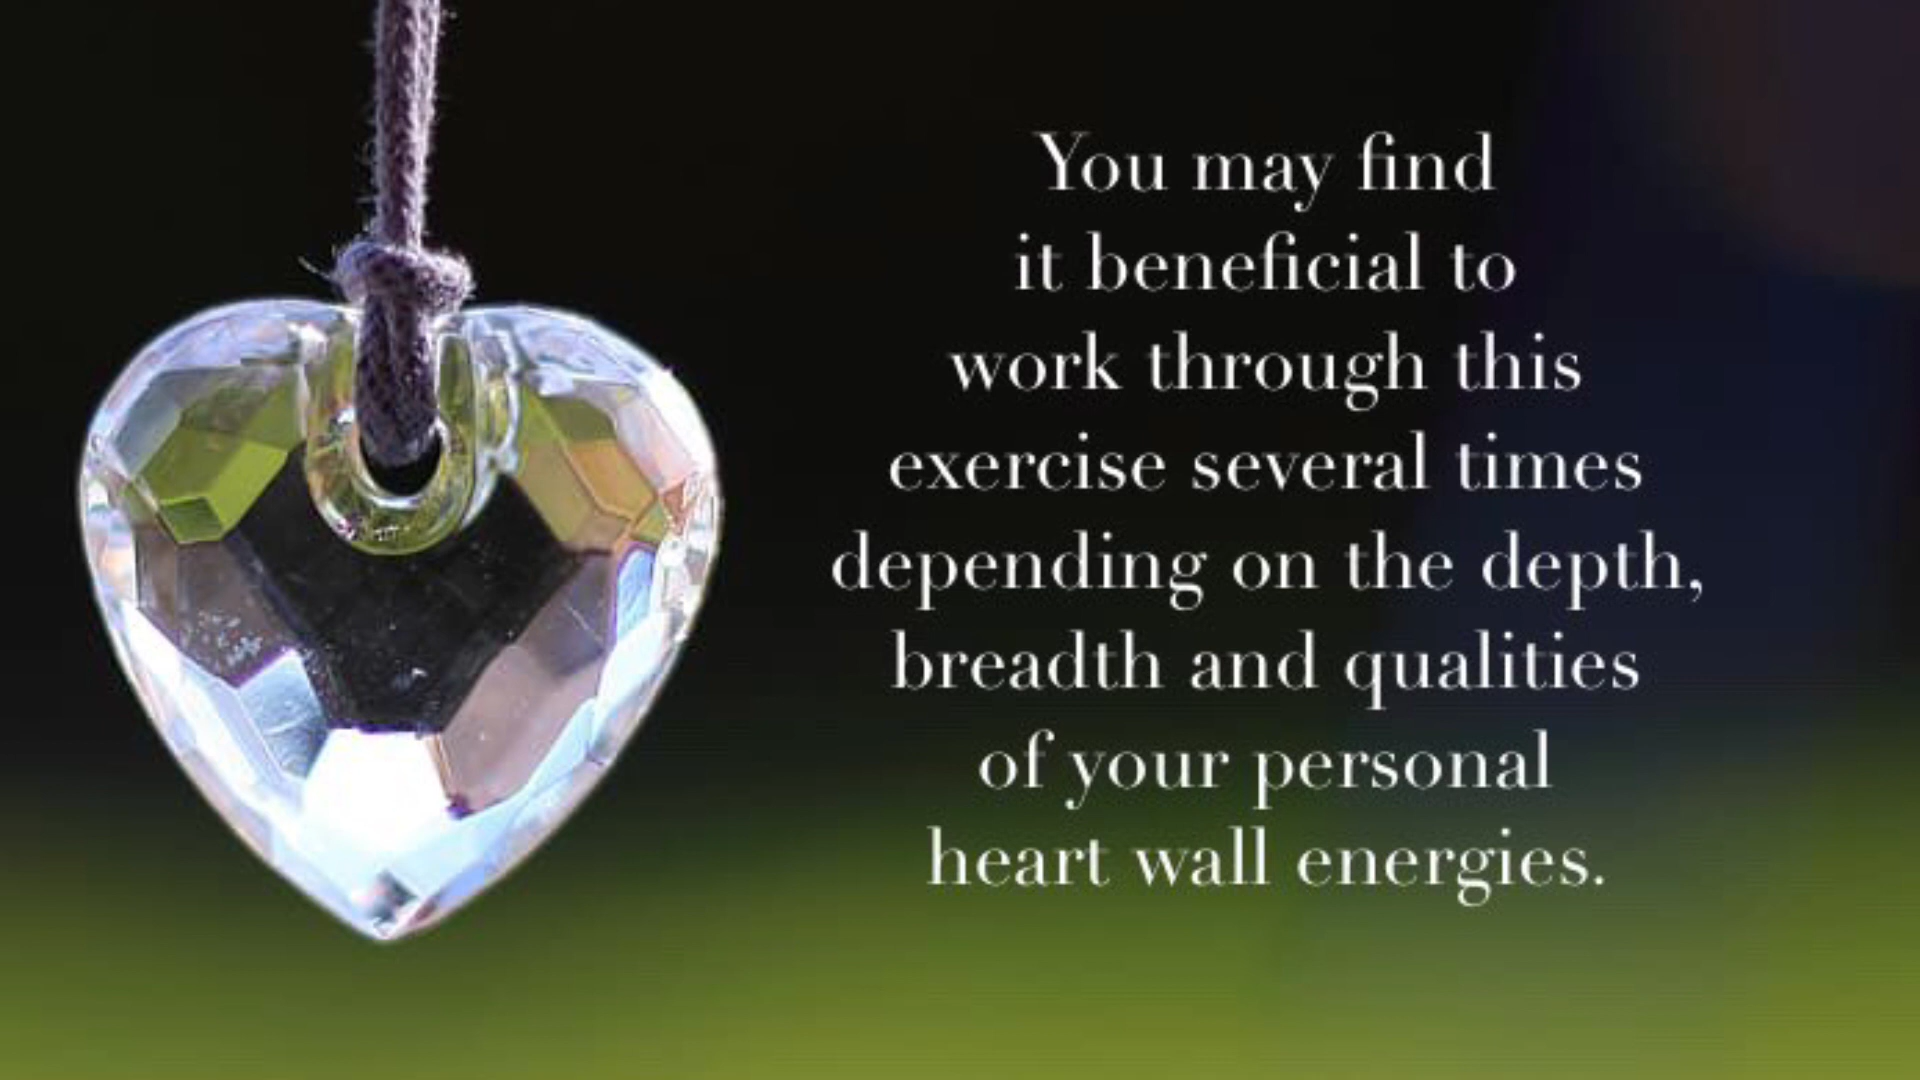 You may find
it beneficial to
work through this
exercise several times
depending on the depth,
breadth and qualities
of your personal
heart wall energies.